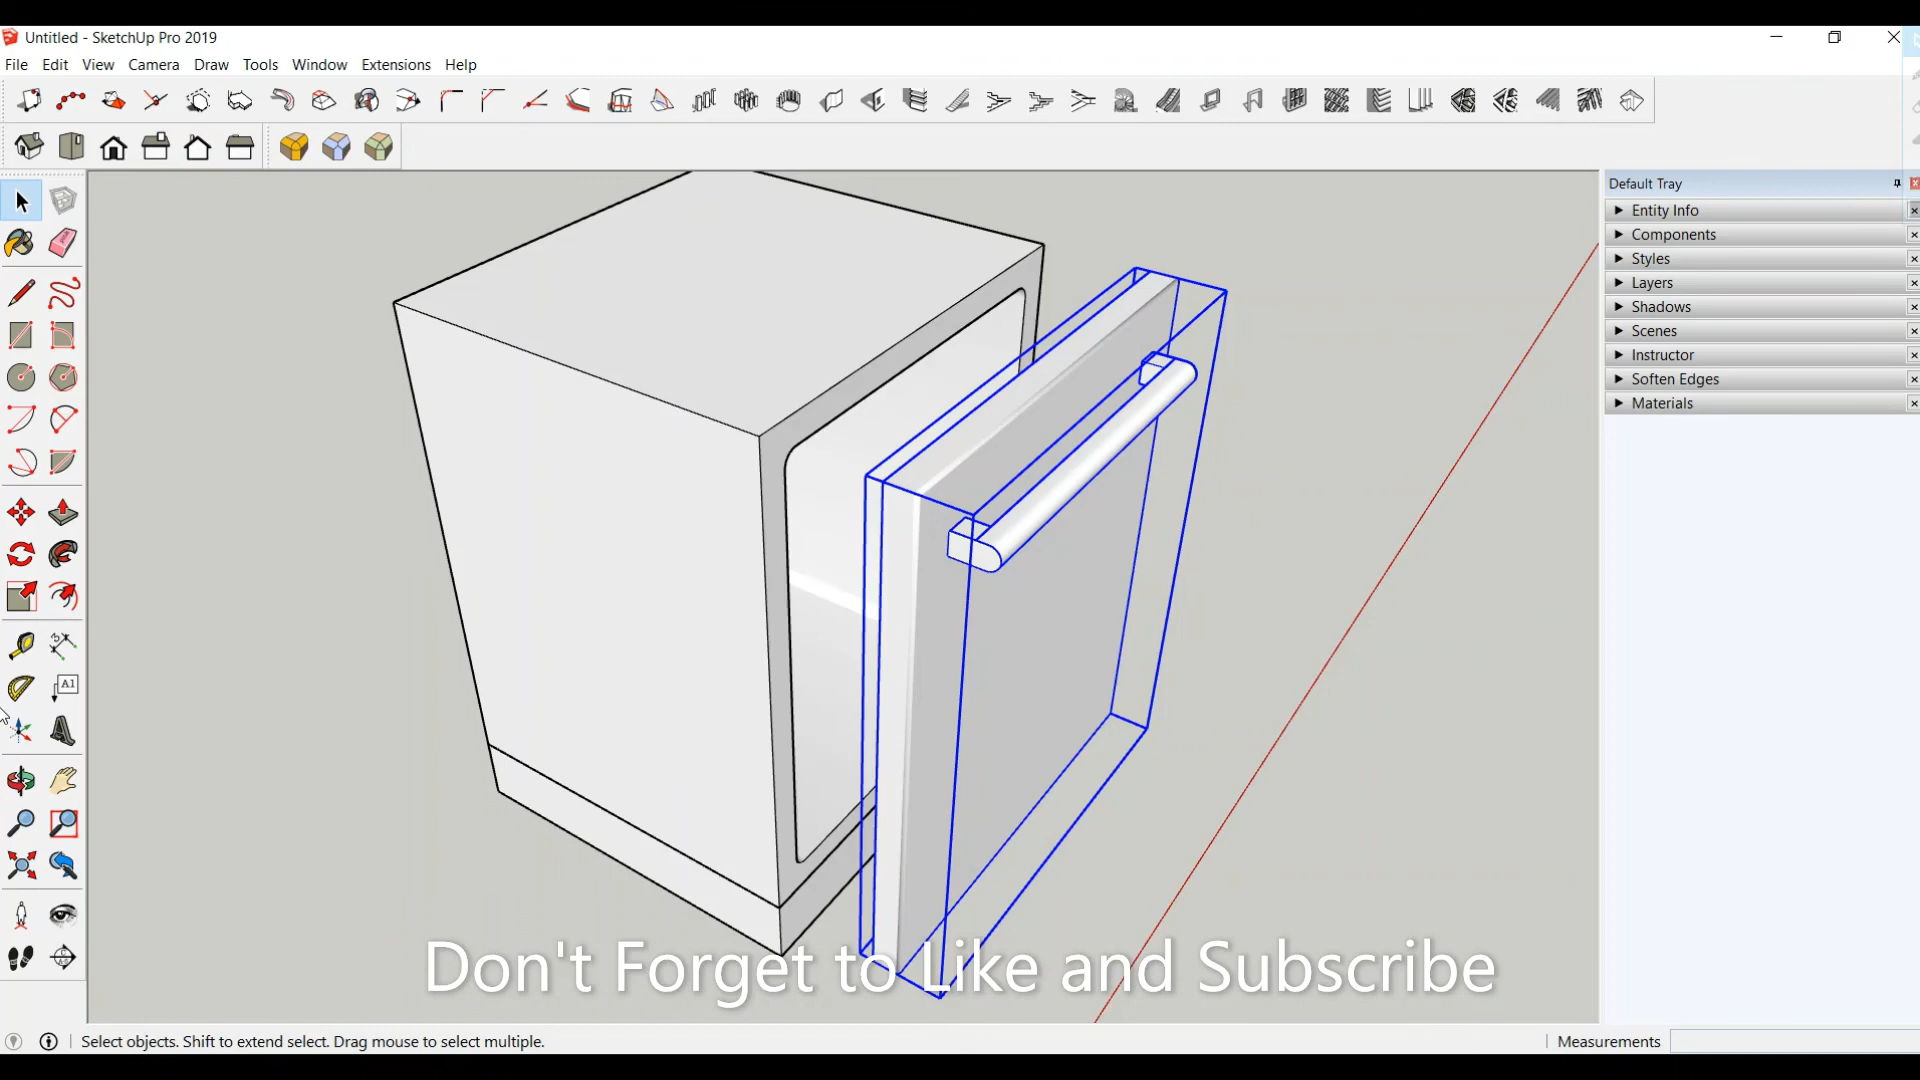 Untitled - SketchUp Pro 2019
File Edit View Camera Draw Tools Window Extensions Help
Default Tray
Entity Info
Components
Styles
Layers
Shadows
Scenes
Instructor
Soften Edges
Materials
A1
Don't Forget to Like and Subscribe
Select objects. Shift to extend select. Drag mouse to select multiple.
Measurements